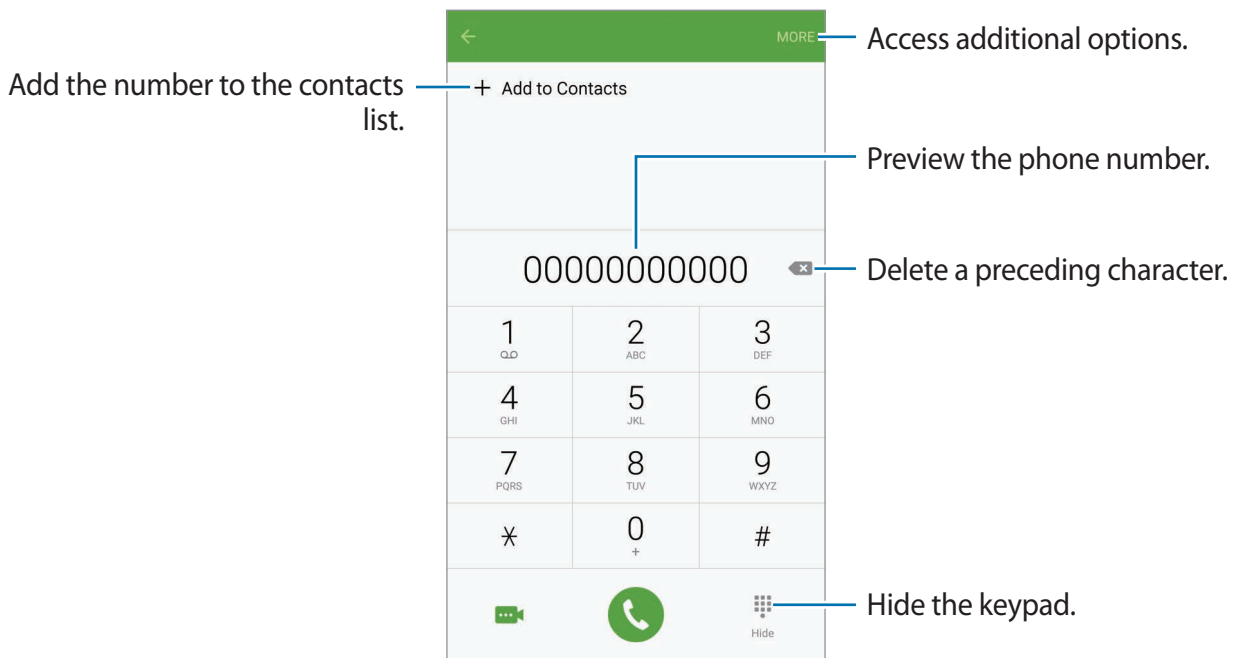 MORE
Access additional options.
Add the number to the contacts
list.
+ Add to Contacts
Preview the phone number.
00000000000
Delete a preceding character.
1 2 3
ABC DEF
4 5 6
GHI JKL MNO
7 8 9
PQRS TUV WXYZ
* 0 #
+
Hide the keypad.
Hide